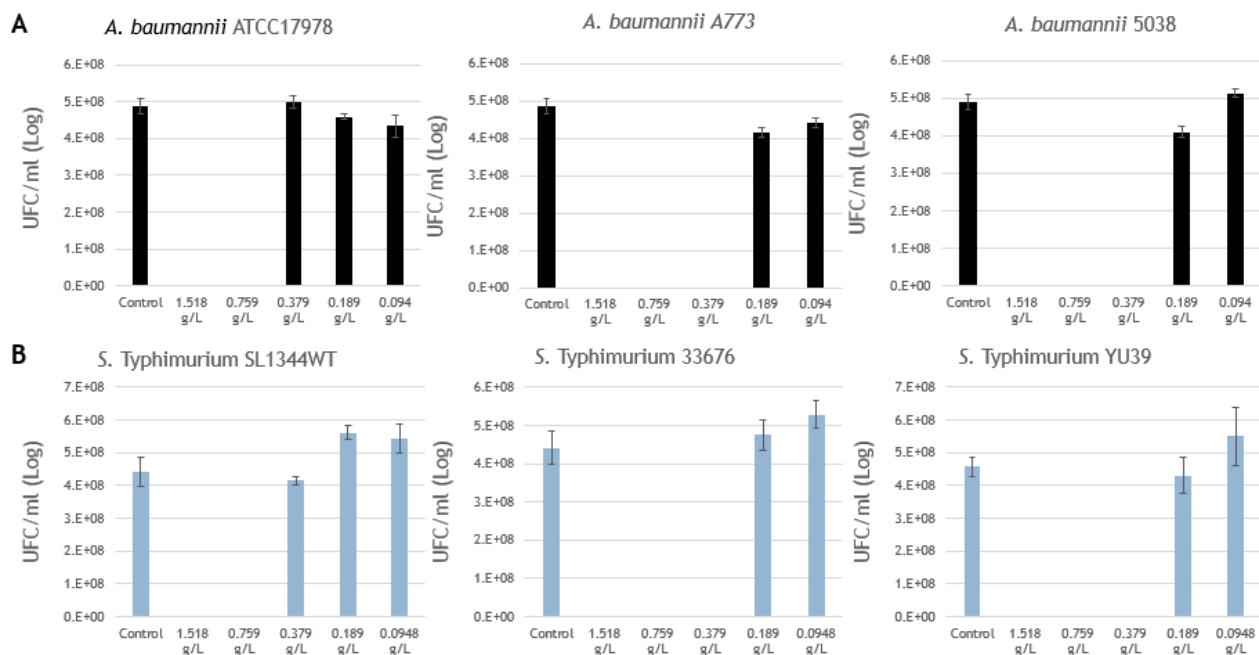 A
A. baumannii ATCC17978
A. baumannii A773
A. baumannii 5038
UFC/ml (Log)
6.E+08
5.E+08
4.E+08
3.E+08
2.E+08
1.E+08
0.E+00
Control 1.518 0.759 0.379 0.189 0.094
g/L g/L g/L g/L g/L
UFC/ml (Log)
6.E+08
5.E+08
4.E+08
3.E+08
2.E+08
1.E+08
0.E+00
Control 1.518 0.759 0.379 0.189 0.094
g/L g/L g/L g/L g/L
UFC/ml (Log)
6.E+08
5.E+08
4.E+08
3.E+08
2.E+08
1.E+08
0.E+00
Control 1.518 0.759 0.379 0.189 0.094
g/L g/L g/L g/L g/L
B
S. Typhimurium SL1344WT
S. Typhimurium 33676
S. Typhimurium YU39
UFC/ml (Log)
7.E+08
6.E+08
5.E+08
4.E+08
3.E+08
2.E+08
1.E+08
0.E+00
Control 1.518 0.759 0.379 0.189 0.0948
g/L g/L g/L g/L g/L
UFC/ml (Log)
6.E+08
5.E+08
4.E+08
3.E+08
2.E+08
1.E+08
0.E+00
Control 1.518 0.759 0.379 0.189 0.0948
g/L g/L g/L g/L g/L
UFC/ml (Log)
7.E+08
6.E+08
5.E+08
4.E+08
3.E+08
2.E+08
1.E+08
0.E+00
Control 1.518 0.759 0.379 0.189 0.0948
g/L g/L g/L g/L g/L